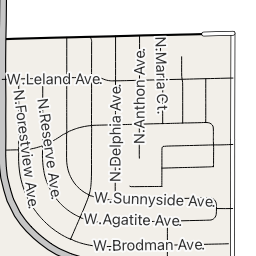 W. Leland Ave.
N. Forestview Ave.
N. Reserve Ave.
N. Delphia Ave.
N. Anthon Ave.
N. Maria Ct.
W. Sunnyside Ave.
W. Agatite Ave.
W. Brodman Ave.